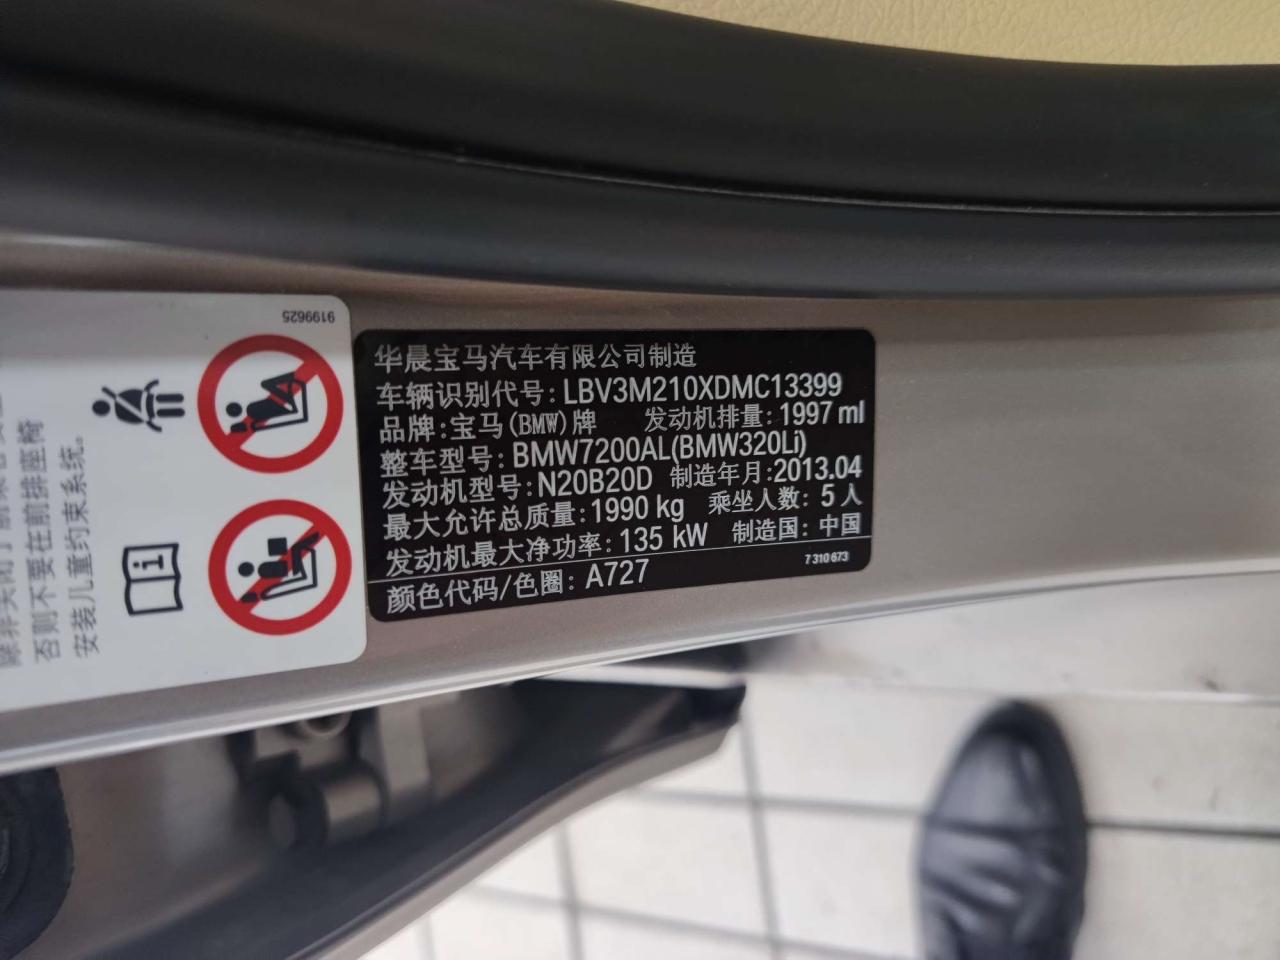 9199625
否则不要在前排座椅
安装儿童约束系统。
华晨宝马汽车有限公司制造
车辆识别代号: LBV3M210XDMC13399
品牌:宝马(BMW)牌 发动机排量: 1997 ml
整车型号: BMW7200AL(BMW320Li)
发动机型号: N20B20D 制造年月:2013.04
最大允许总质量: 1990 kg 乘坐人数: 5人
发动机最大净功率: 135 kW 制造国: 中国
颜色代码/色圈: A727 7 310 673